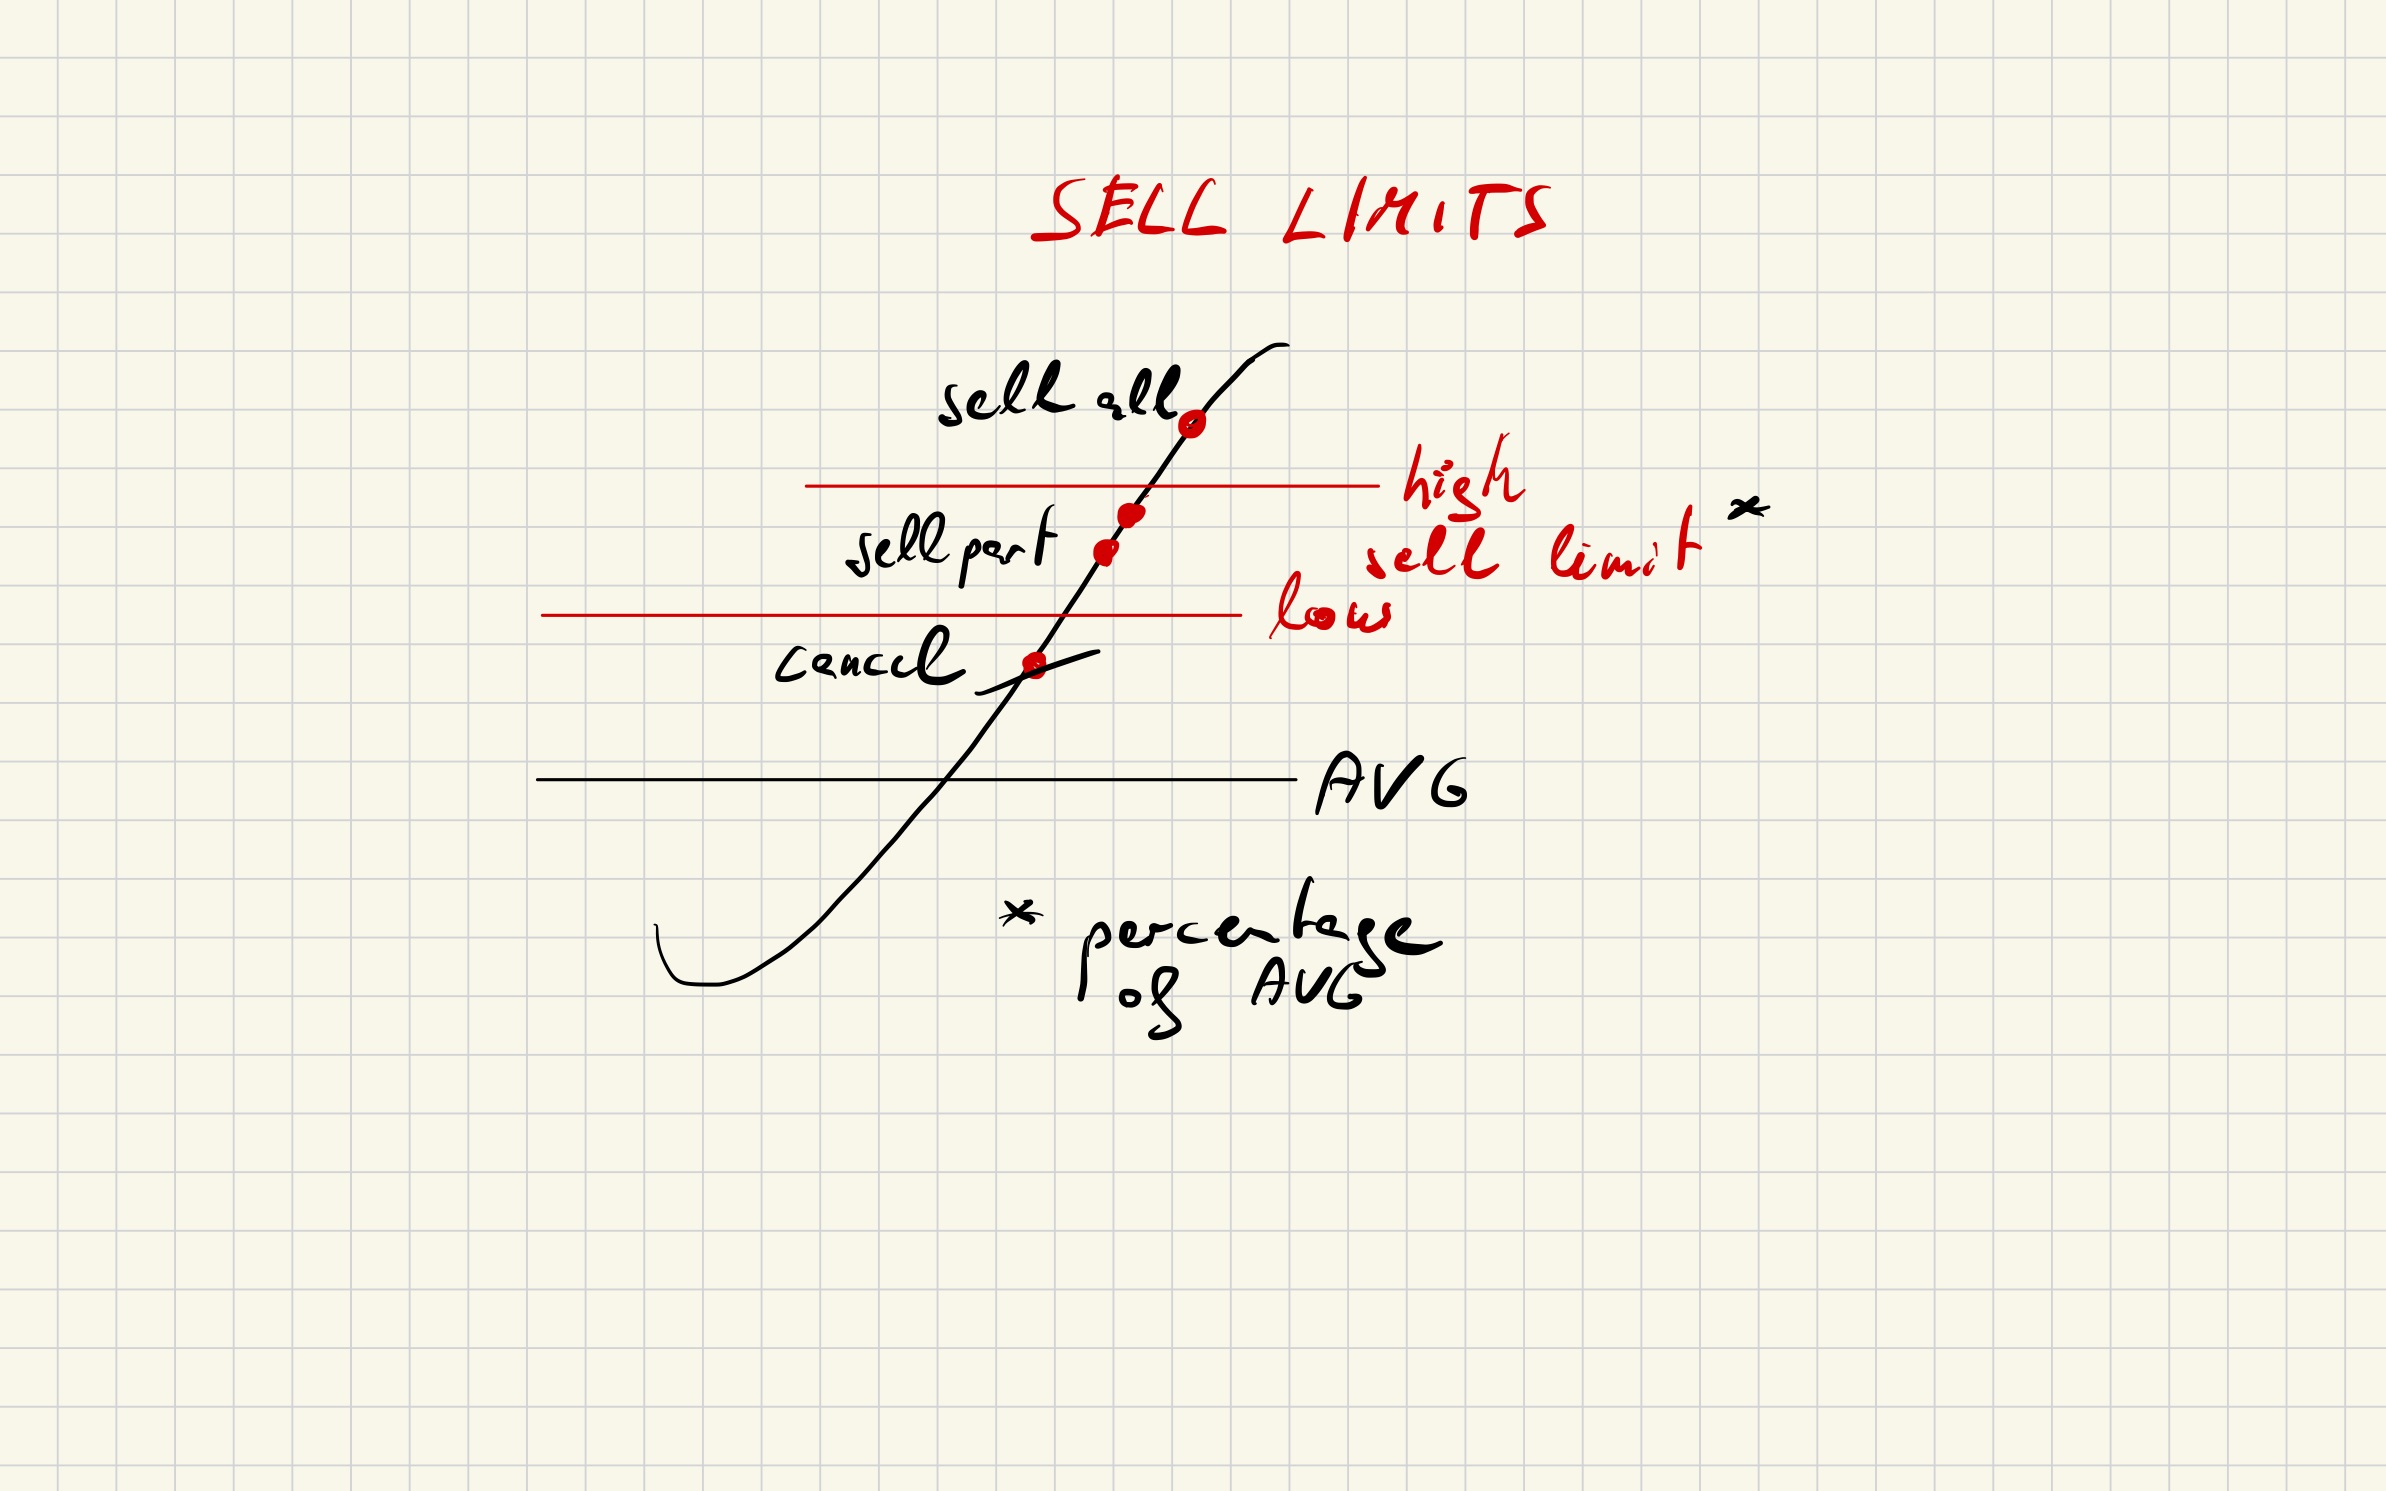 SELL LIMITS
sell all
high
sell part
sell limit *
low
cancel
AVG
* percentage
of AVG